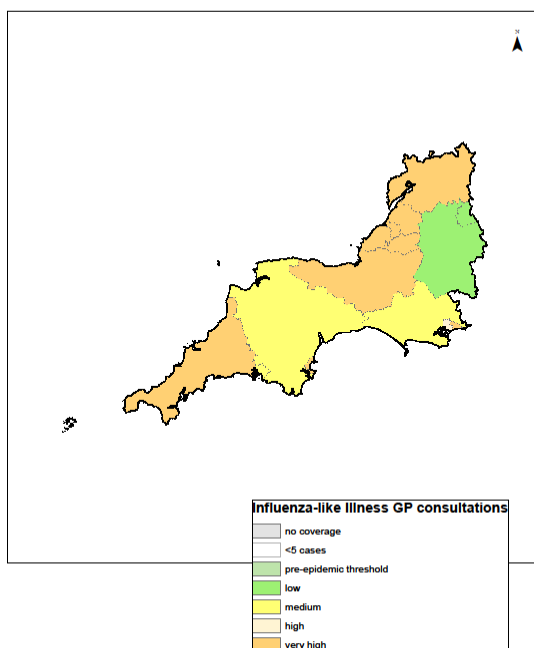 N
Influenza-like Illness GP consultations
no coverage
<5 cases
pre-epidemic threshold
low
medium
high
very high